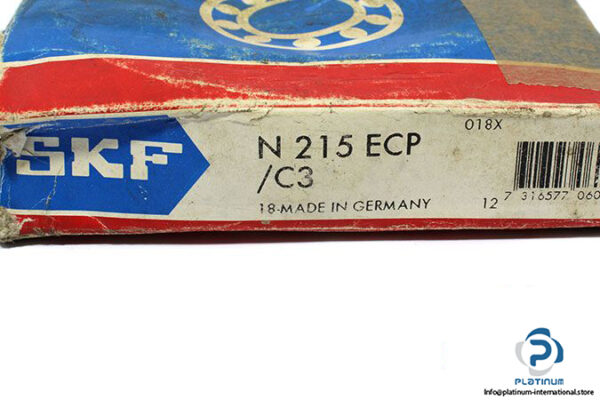 SKF
N 215 ECP
/C3
018X
18-MADE IN GERMANY
12
7 316577 060
PLATINUM
Info@platinum-international.store